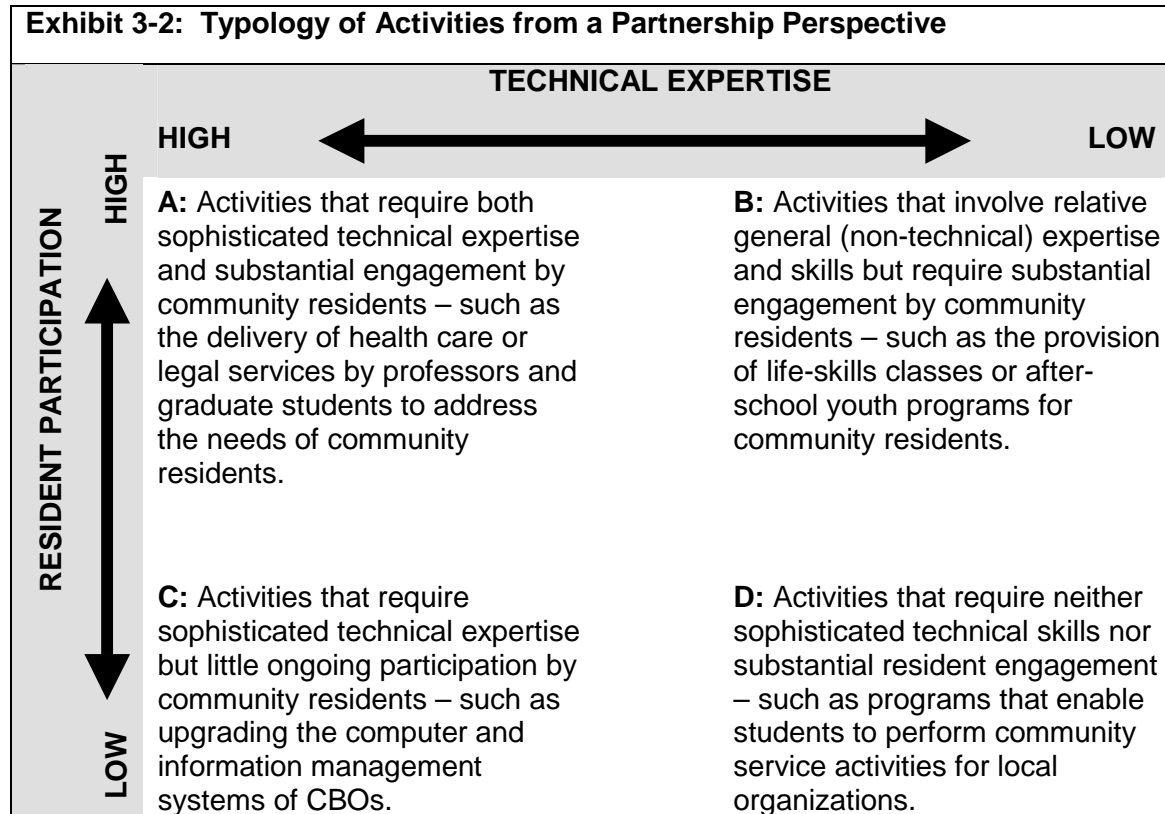 Exhibit 3-2:  Typology of Activities from a Partnership Perspective
TECHNICAL EXPERTISE
HIGH
LOW
RESIDENT PARTICIPATION
HIGH
LOW
A: Activities that require both
sophisticated technical expertise
and substantial engagement by
community residents – such as
the delivery of health care or
legal services by professors and
graduate students to address
the needs of community
residents.
B: Activities that involve relative
general (non-technical) expertise
and skills but require substantial
engagement by community
residents – such as the provision
of life-skills classes or after-
school youth programs for
community residents.
C: Activities that require
sophisticated technical expertise
but little ongoing participation by
community residents – such as
upgrading the computer and
information management
systems of CBOs.
D: Activities that require neither
sophisticated technical skills nor
substantial resident engagement
– such as programs that enable
students to perform community
service activities for local
organizations.